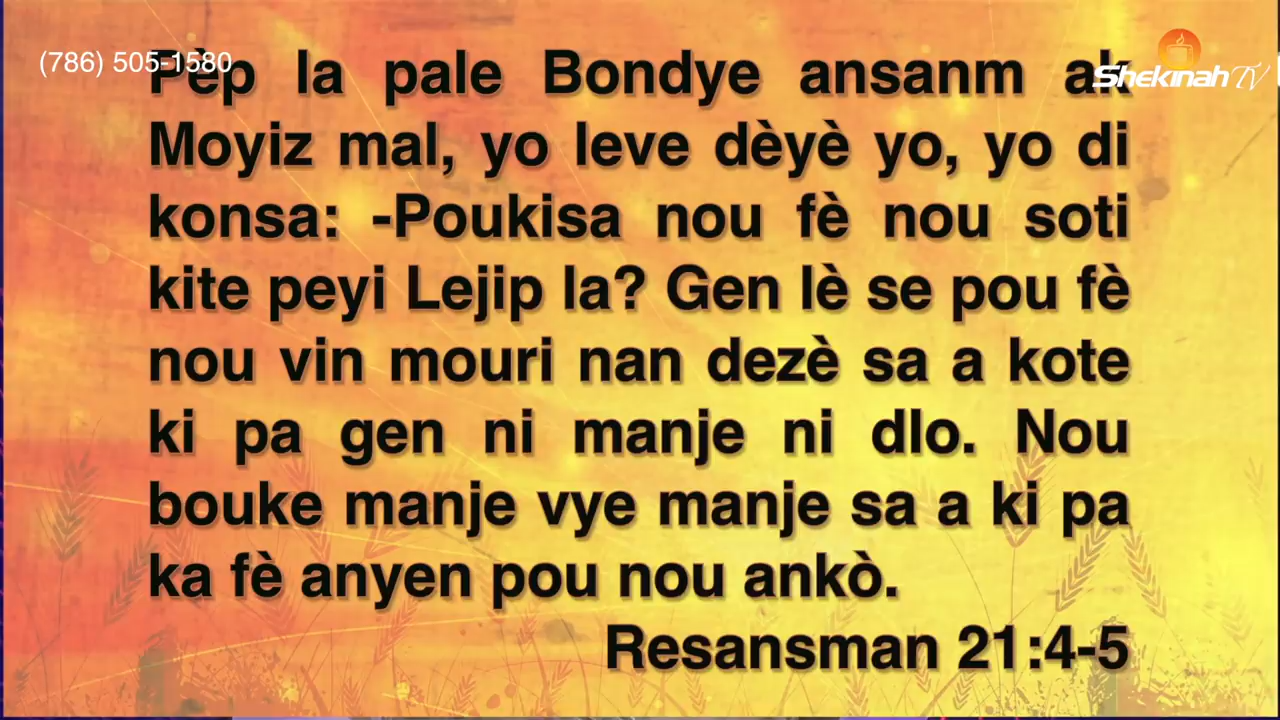 (786) 505-1580
Shekinah TV
Pèp la pale Bondye ansanm ak
Moyiz mal, yo leve dèyè yo, yo di
konsa: -Poukisa nou fè nou soti
kite peyi Lejip la? Gen lè se pou fè
nou vin mouri nan dezè sa a kote
ki pa gen ni manje ni dlo. Nou
bouke manje vye manje sa a ki pa
ka fè anyen pou nou ankò.
Resansman 21:4-5